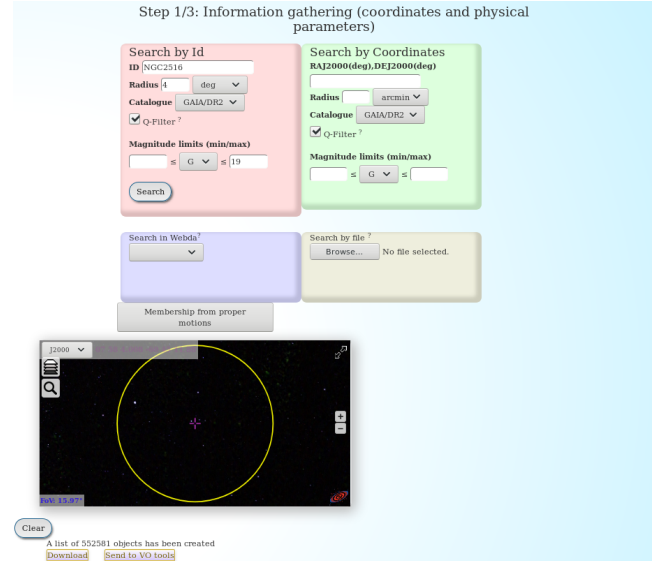 Step 1/3: Information gathering (coordinates and physical
parameters)
Search by Id
ID NGC2516
Radius 4 deg
Catalogue GAIA/DR2
Q-Filter ?
Magnitude limits (min/max)
≤ G ≤ 19
Search
Search by Coordinates
RAJ2000(deg),DEJ2000(deg)
Radius arcmin
Catalogue GAIA/DR2
Q-Filter ?
Magnitude limits (min/max)
≤ G ≤
Search in Webda?
Search by file ?
Browse... No file selected.
Membership from proper
motions
J2000
+
−
FoV: 15.97°
Clear
A list of 552581 objects has been created
Download Send to VO tools